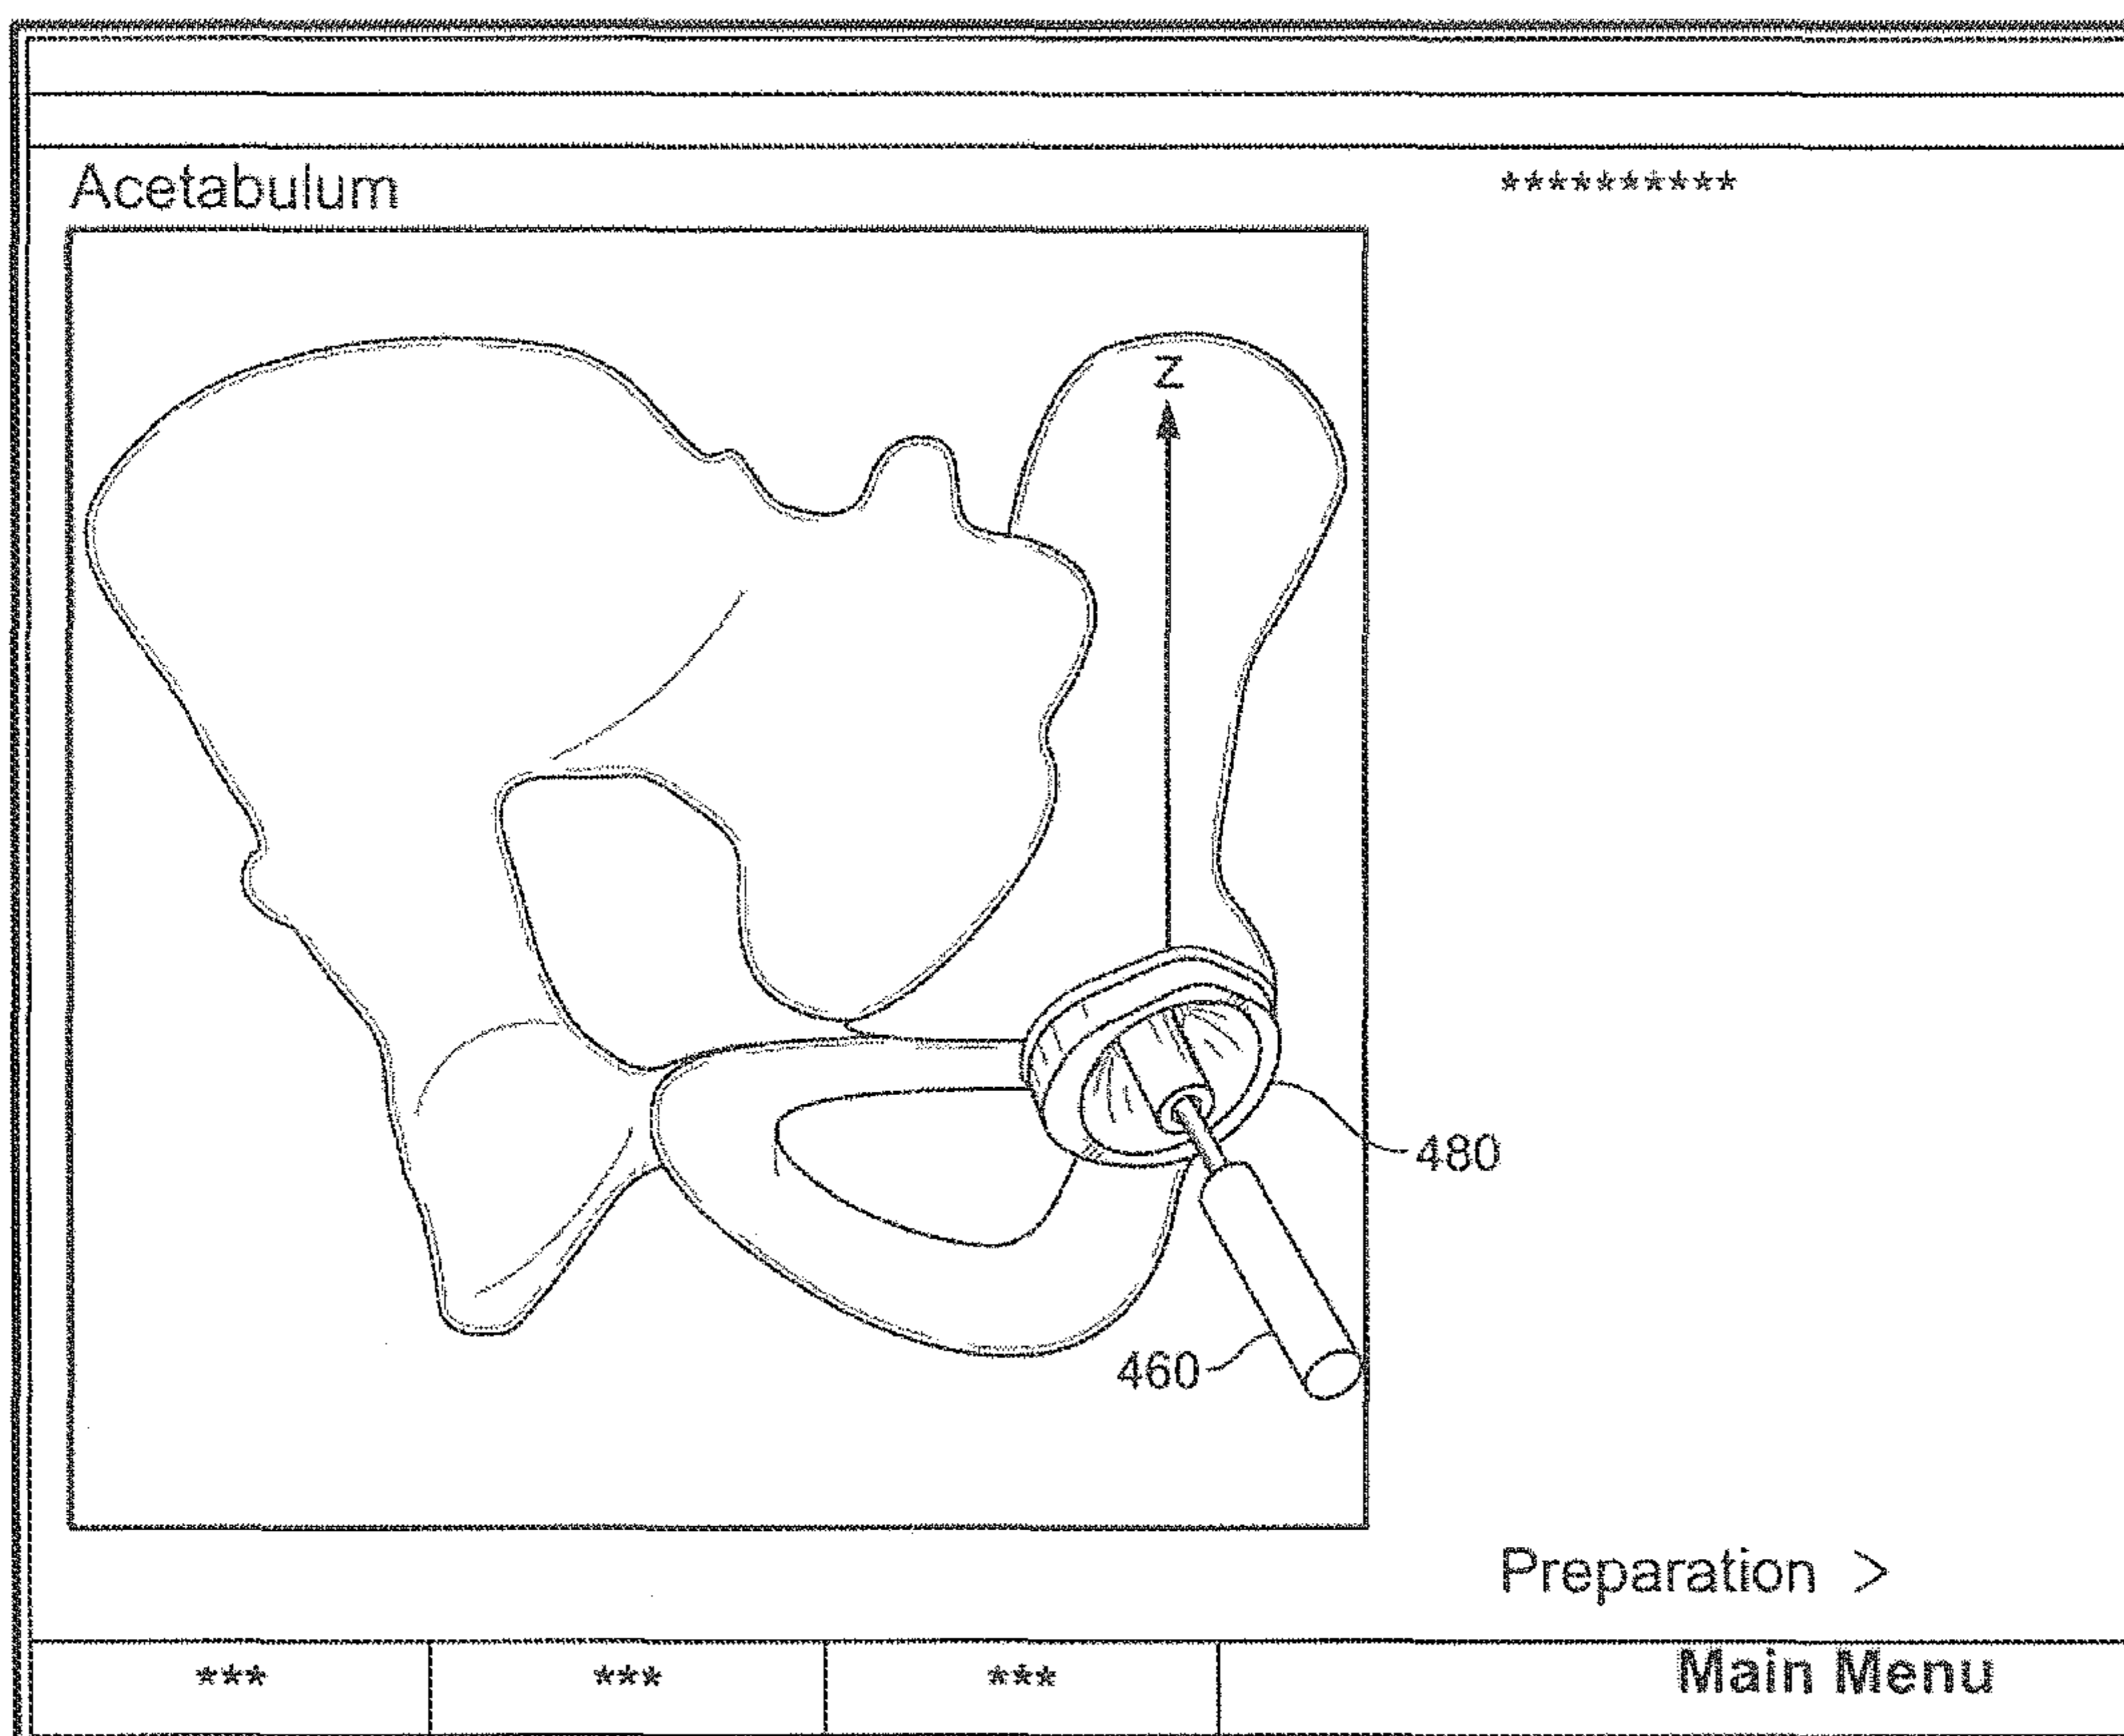 Acetabulum
**********
Z
480
460
Preparation >
*** *** *** Main Menu